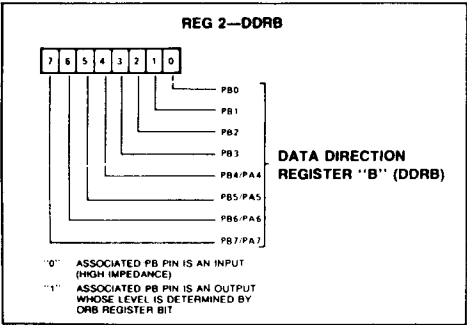 REG 2—DDRB
7 6 5 4 3 2 1 0
PB0
PB1
PB2
PB3
PB4/PA4
PB5/PA5
PB6/PA6
PB7/PA7
DATA DIRECTION
REGISTER "B" (DDRB)
"0" ASSOCIATED PB PIN IS AN INPUT
(HIGH IMPEDANCE)
"1" ASSOCIATED PB PIN IS AN OUTPUT
WHOSE LEVEL IS DETERMINED BY
ORB REGISTER BIT